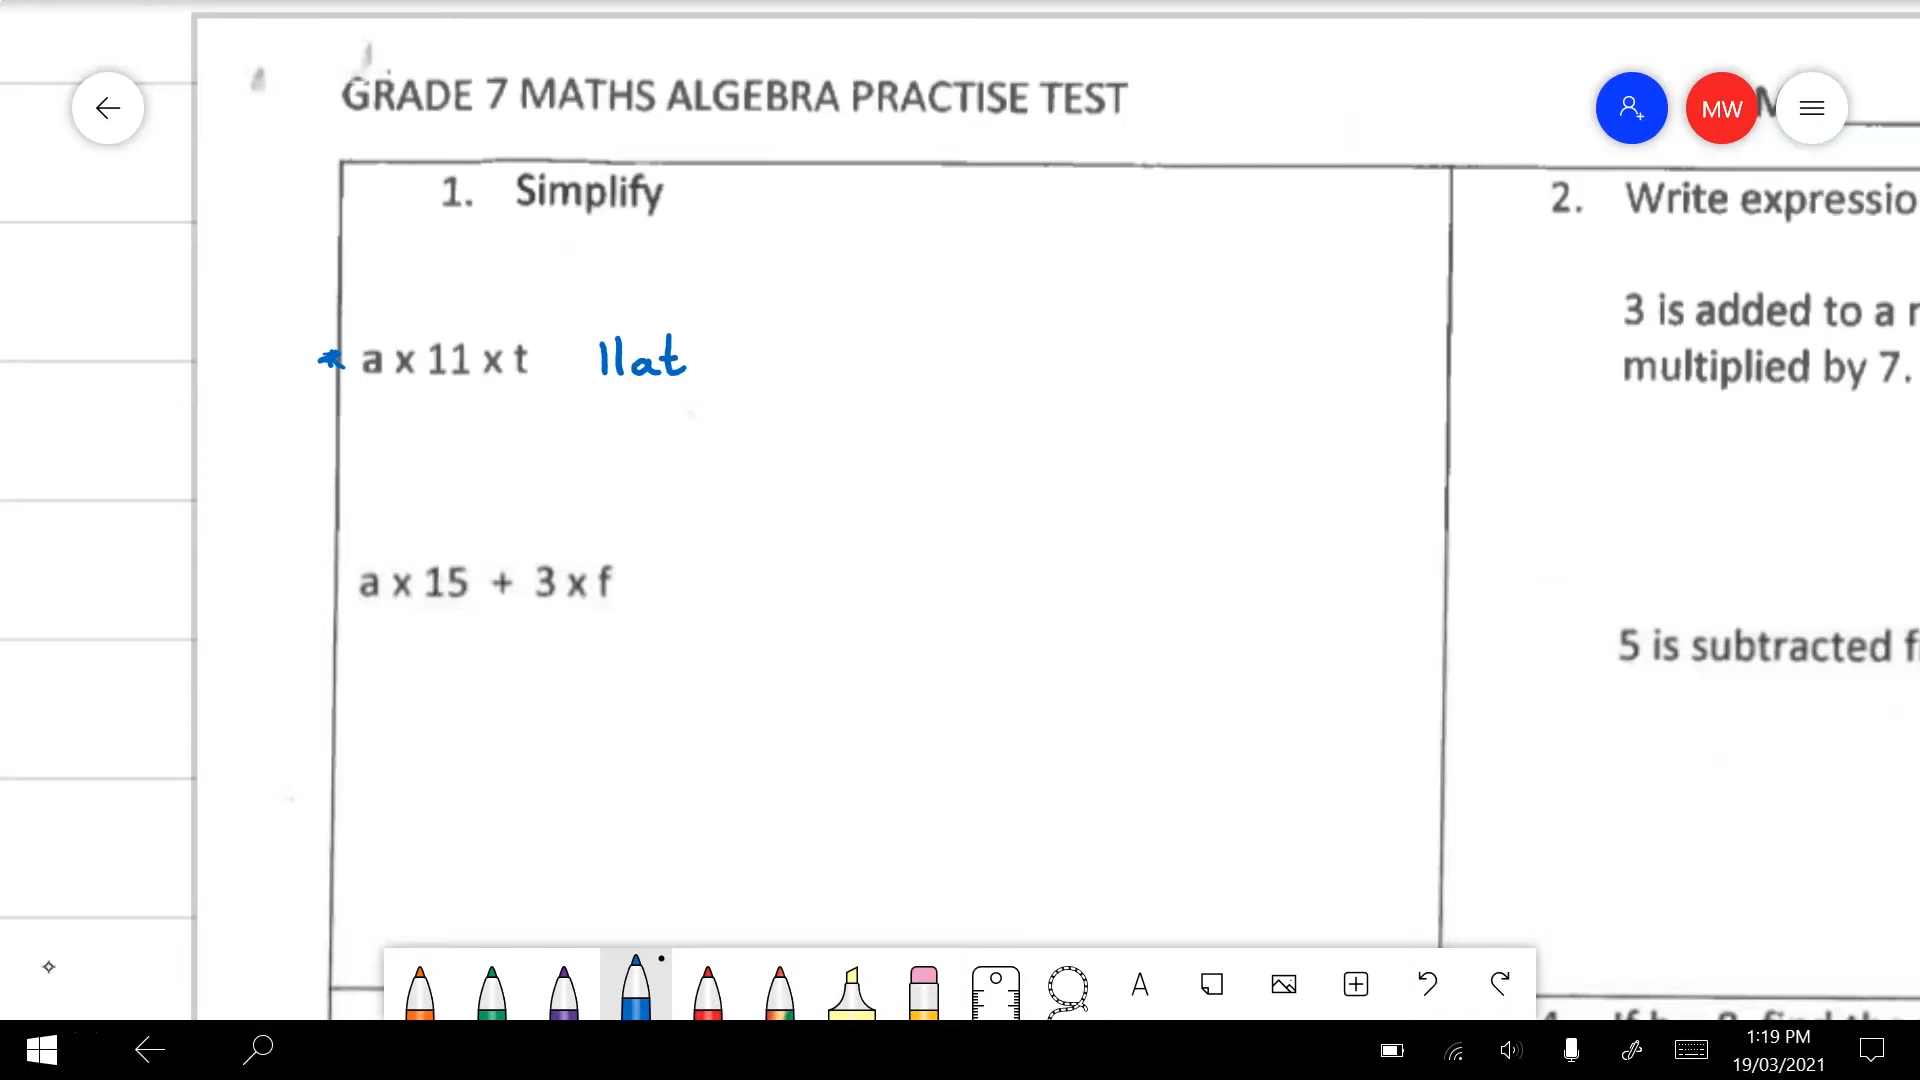 GRADE 7 MATHS ALGEBRA PRACTISE TEST
MW
1. Simplify
a x 11 x t 11at
a x 15 + 3 x f
2. Write
3 is added to a
multiplied by 7.
5 is subtracted
1:19 PM
19/03/2021